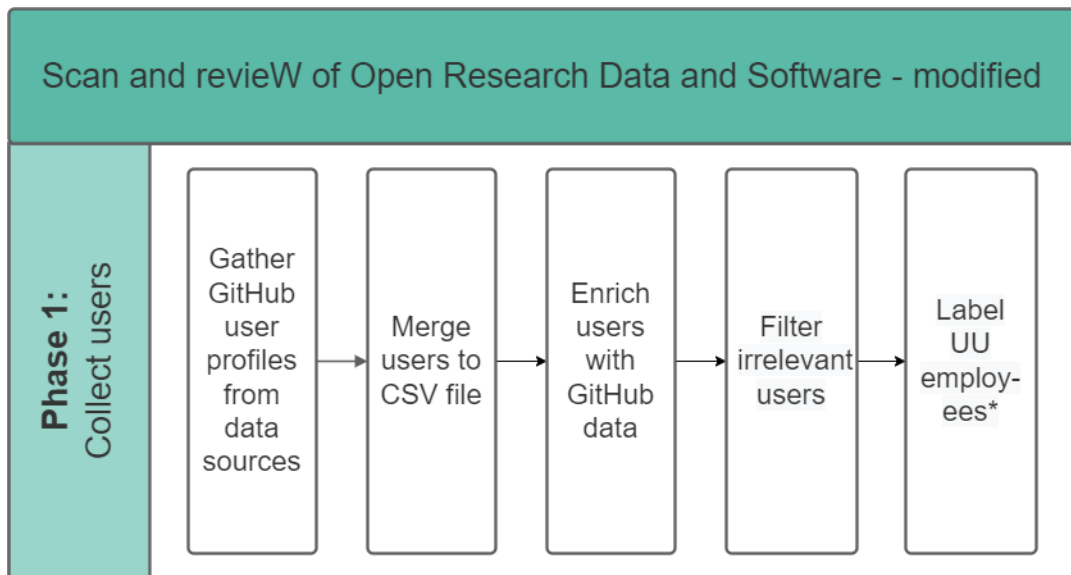 Scan and revieW of Open Research Data and Software - modified
Phase 1:
Collect users
Gather
GitHub
user
profiles
from
data
sources
Merge
users to
CSV file
Enrich
users
with
GitHub
data
Filter
irrelevant
users
Label
UU
employ-
ees*